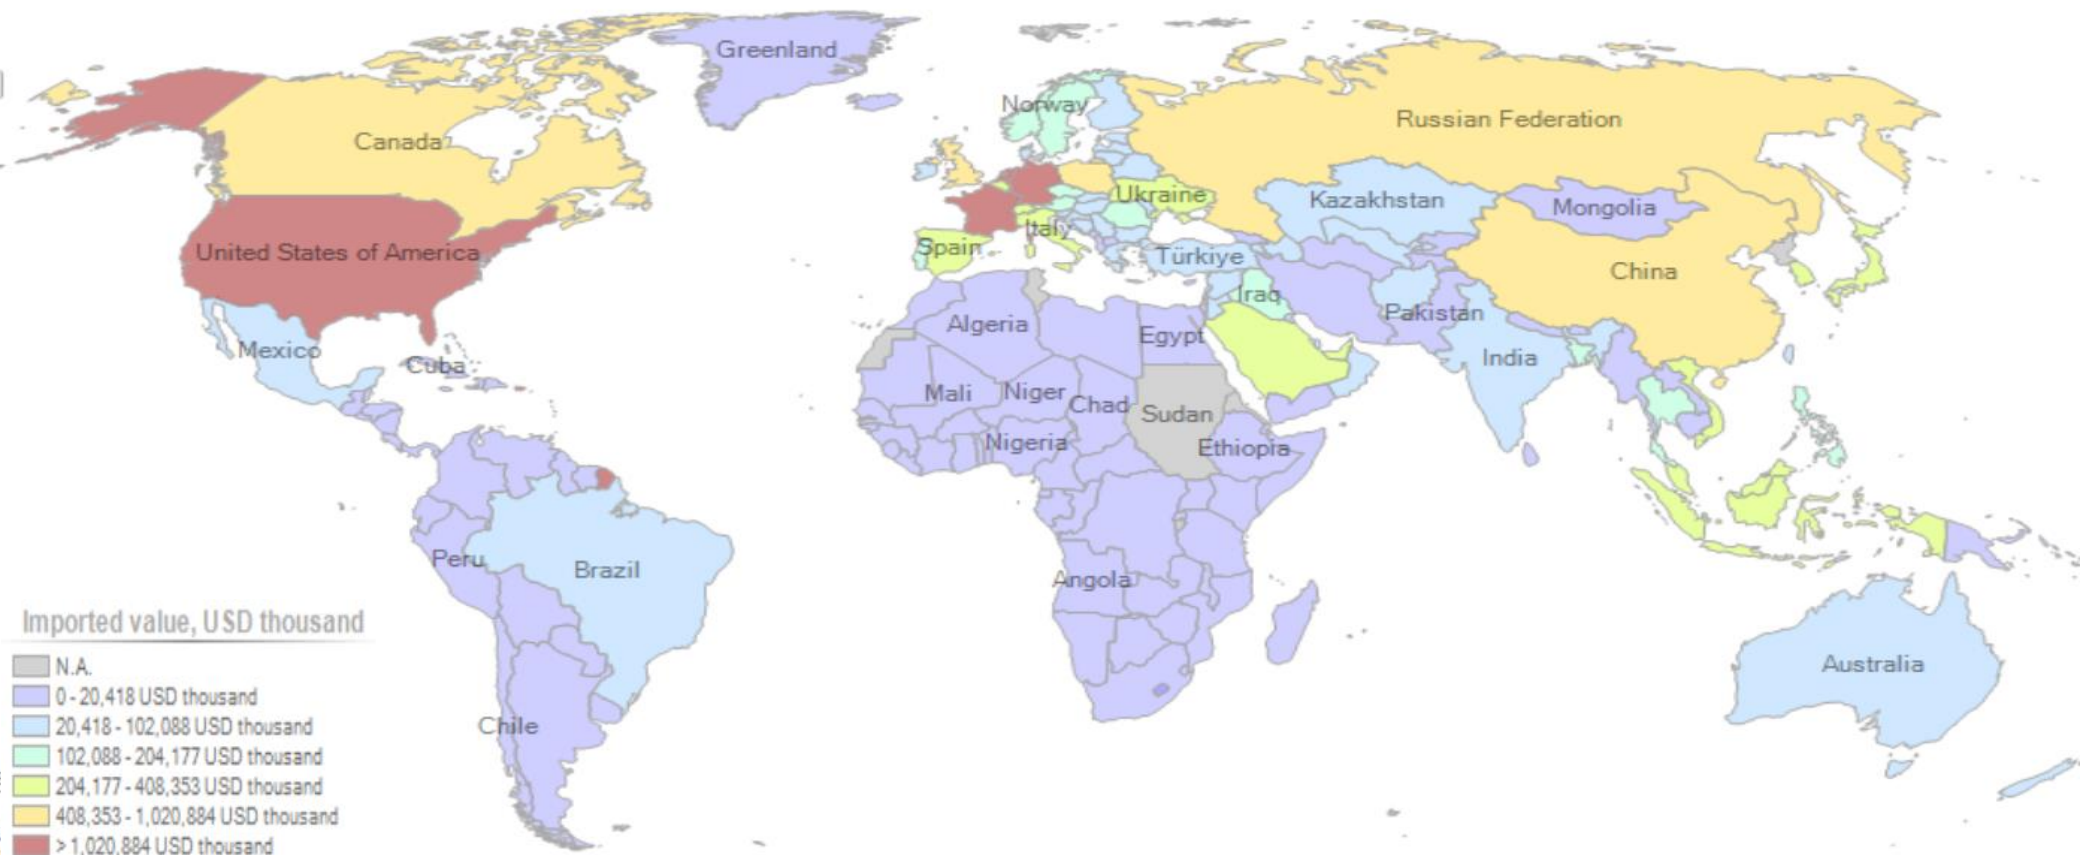 Greenland
Norway
Russian Federation
Canada
Ukraine
Kazakhstan
Mongolia
Italy
Spain
United States of America
Türkiye
China
Iraq
Pakistan
Algeria
Egypt
Mexico
India
Cuba
Mali
Niger
Chad
Sudan
Nigeria
Ethiopia
Peru
Brazil
Angola
Australia
Chile
Imported value, USD thousand
N.A.
0 - 20,418 USD thousand
20,418 - 102,088 USD thousand
102,088 - 204,177 USD thousand
204,177 - 408,353 USD thousand
408,353 - 1,020,884 USD thousand
> 1,020,884 USD thousand